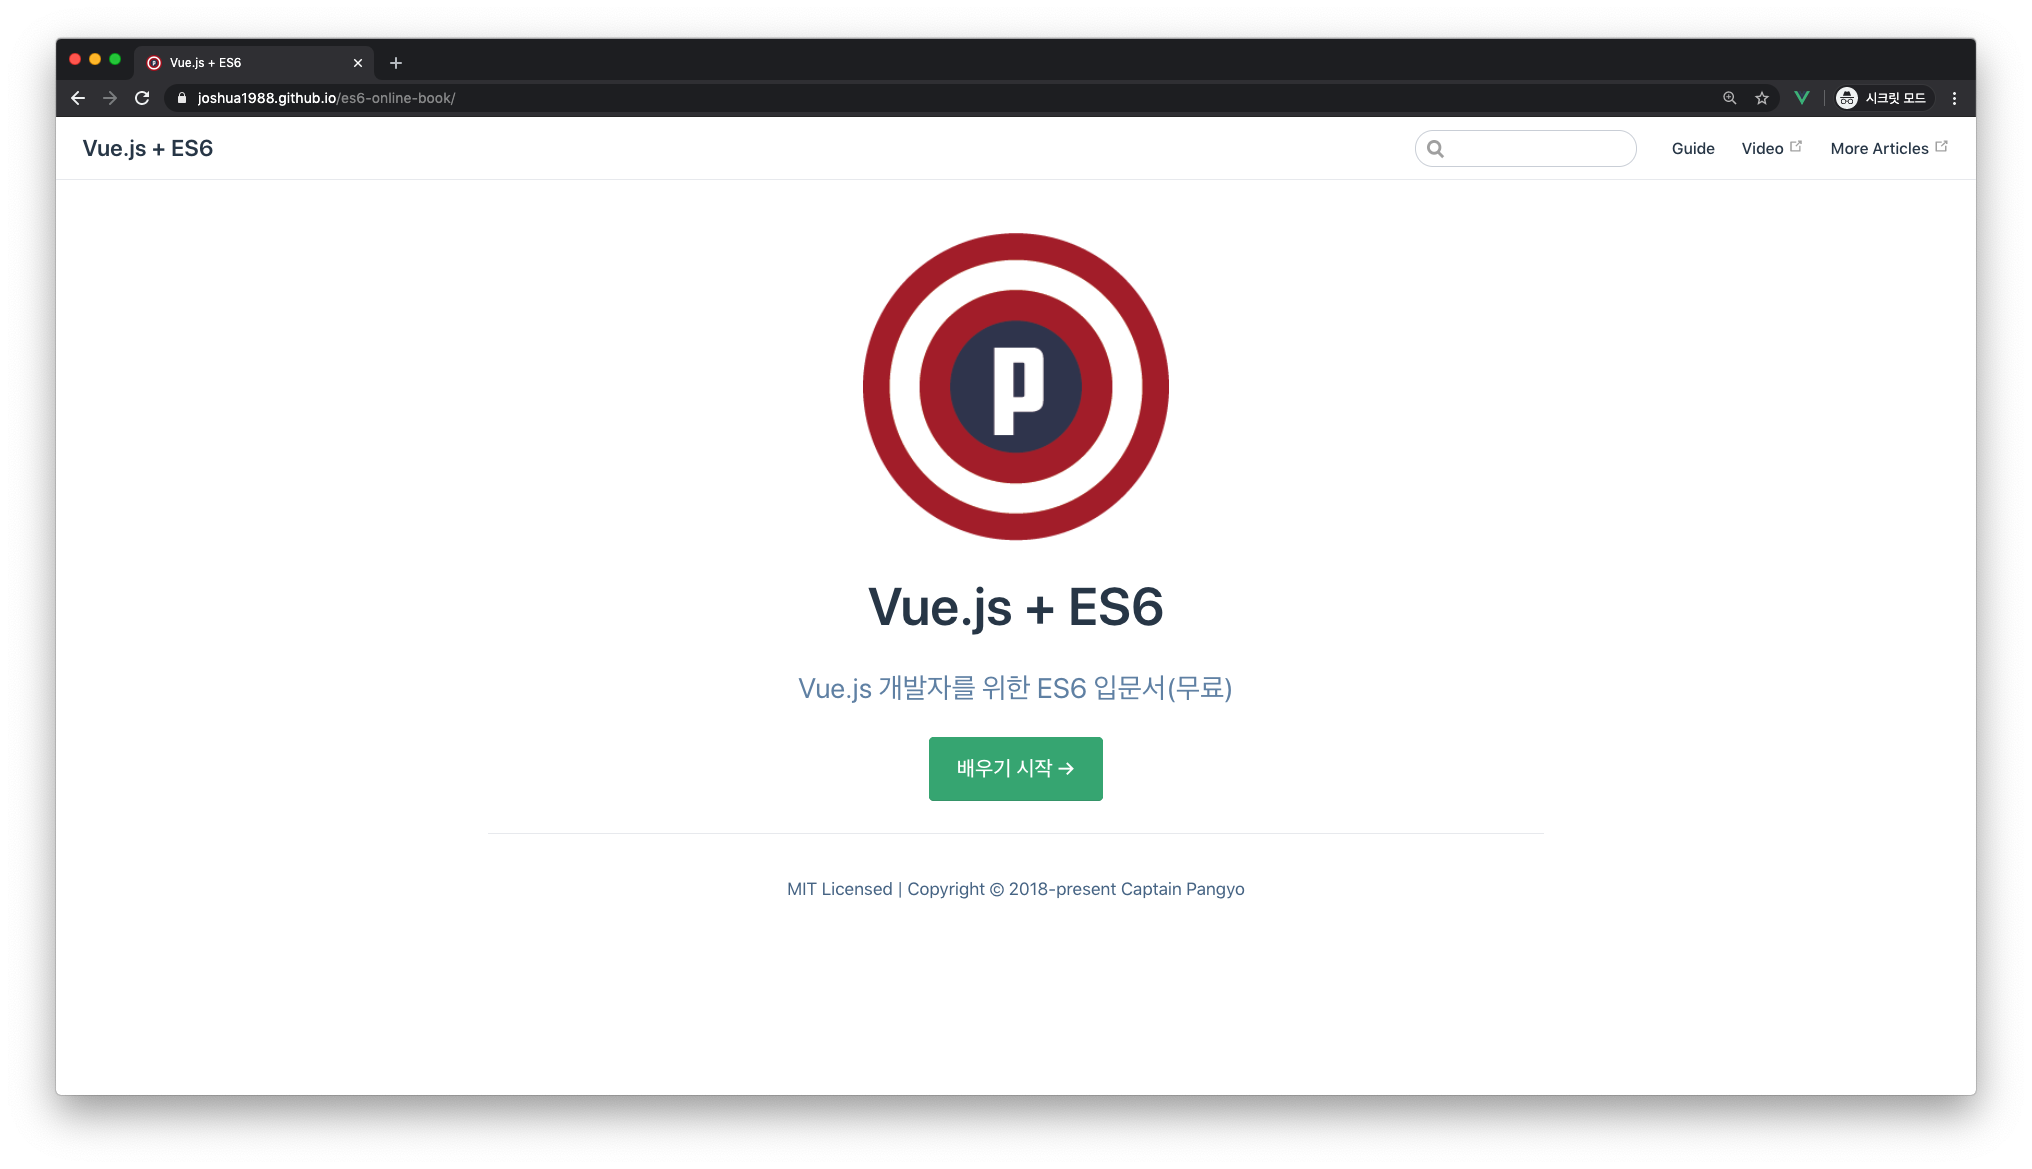 Vue.js + ES6
joshua1988.github.io/es6-online-book/
시크릿 모드
Vue.js + ES6
Guide
Video
More Articles
P
Vue.js + ES6
Vue.js 개발자를 위한 ES6 입문서(무료)
배우기 시작 →
MIT Licensed | Copyright © 2018-present Captain Pangyo